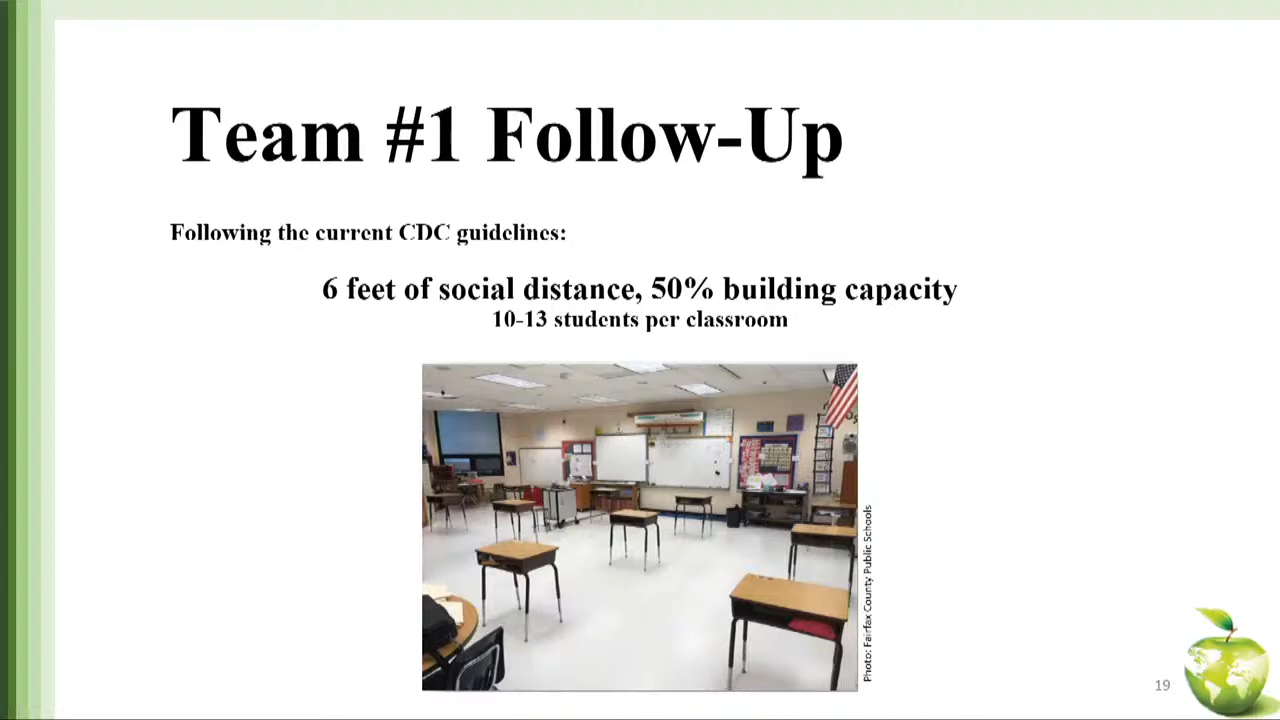 Team #1 Follow-Up
Following the current CDC guidelines:
6 feet of social distance, 50% building capacity
10-13 students per classroom
Photo: Fairfax County Public Schools
19